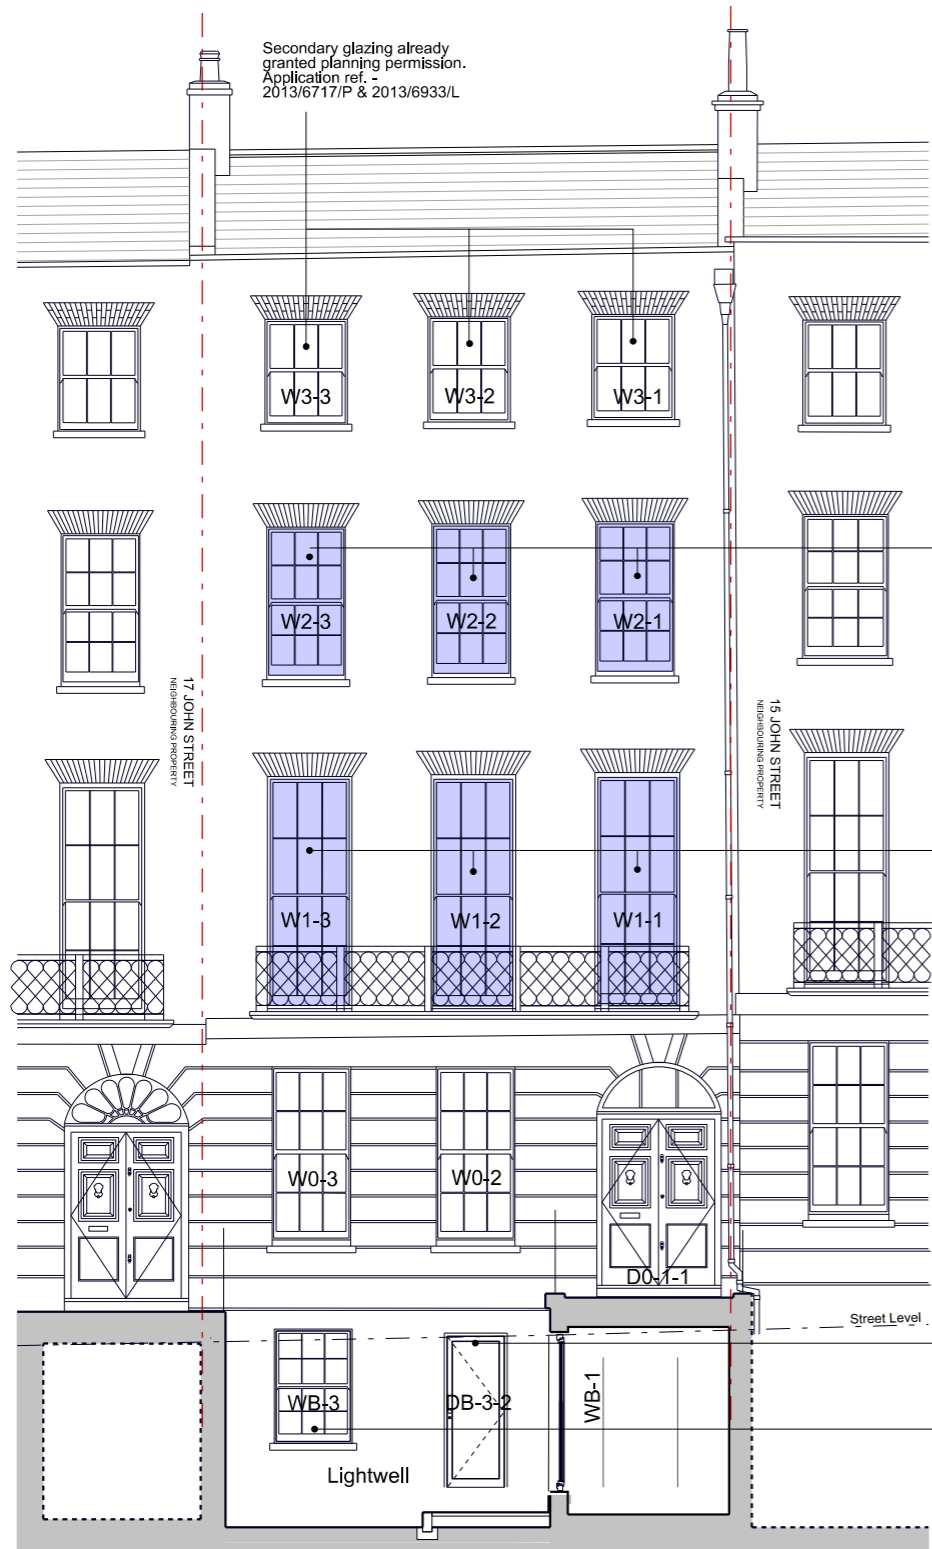 Secondary glazing already
granted planning permission.
Application ref. -
2013/6717/P & 2013/6933/L
W3-3
W3-2
W3-1
W2-3
W2-2
W2-1
17 JOHN STREET
NEIGHBOURING PROPERTY
15 JOHN STREET
NEIGHBOURING PROPERTY
W1-3
W1-2
W1-1
W0-3
W0-2
D0-1-1
Street Level
WB-3
DB-3-2
WB-1
Lightwell